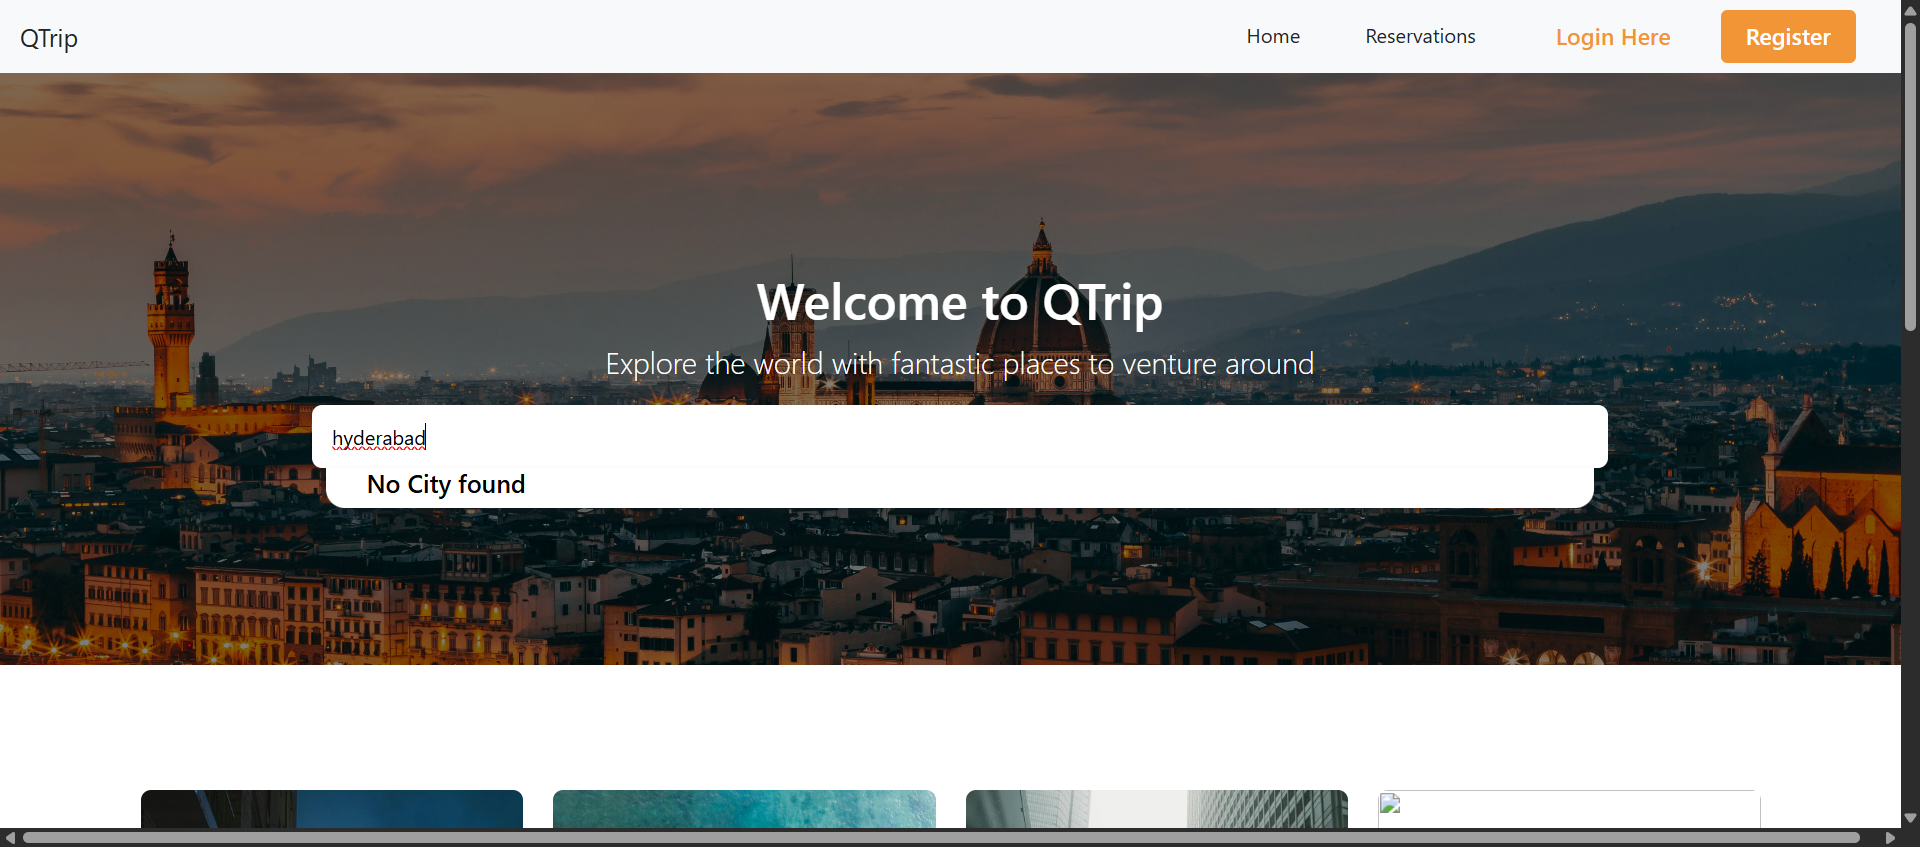 QTrip
Home
Reservations
Login Here
Register
Welcome to QTrip
Explore the world with fantastic places to venture around
hyderabad
No City found